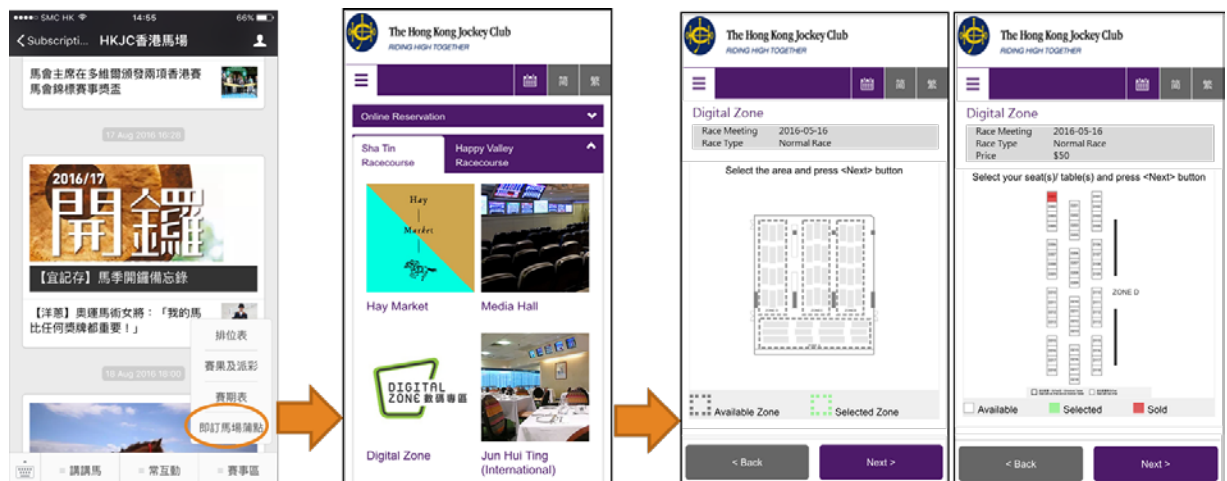 SMC HK
14:55
66%
Subscripti...
HKJC香港馬場
馬會主席在多維爾頒發兩項香港賽
馬會錦標賽事獎盃
17 Aug 2016 10:28
2016/17
開鑼
【宜記存】馬季開鑼備忘錄
【洋蔥】奧運馬術女將：「我的馬
比任何獎牌都重要！」
排位表
賽果及派彩
賽期表
即訂馬場蒲點
16 Aug 2016 18:00
講講馬
常互動
賽事區
The Hong Kong Jockey Club
RIDING HIGH TOGETHER
簡
繁
Online Reservation
Sha Tin
Racecourse
Happy Valley
Racecourse
Hay
Market
Hay Market
Media Hall
DIGITAL
ZONE 數碼專區
Digital Zone
Jun Hui Ting
(International)
The Hong Kong Jockey Club
RIDING HIGH TOGETHER
簡
繁
Digital Zone
Race Meeting 2016-05-16
Race Type Normal Race
Select the area and press <Next> button
Available Zone
Selected Zone
< Back
Next >
The Hong Kong Jockey Club
RIDING HIGH TOGETHER
簡
繁
Digital Zone
Race Meeting 2016-05-16
Race Type Normal Race
Price $50
Select your seat(s)/ table(s) and press <Next> button
ZONE D
Available
Selected
Sold
< Back
Next >